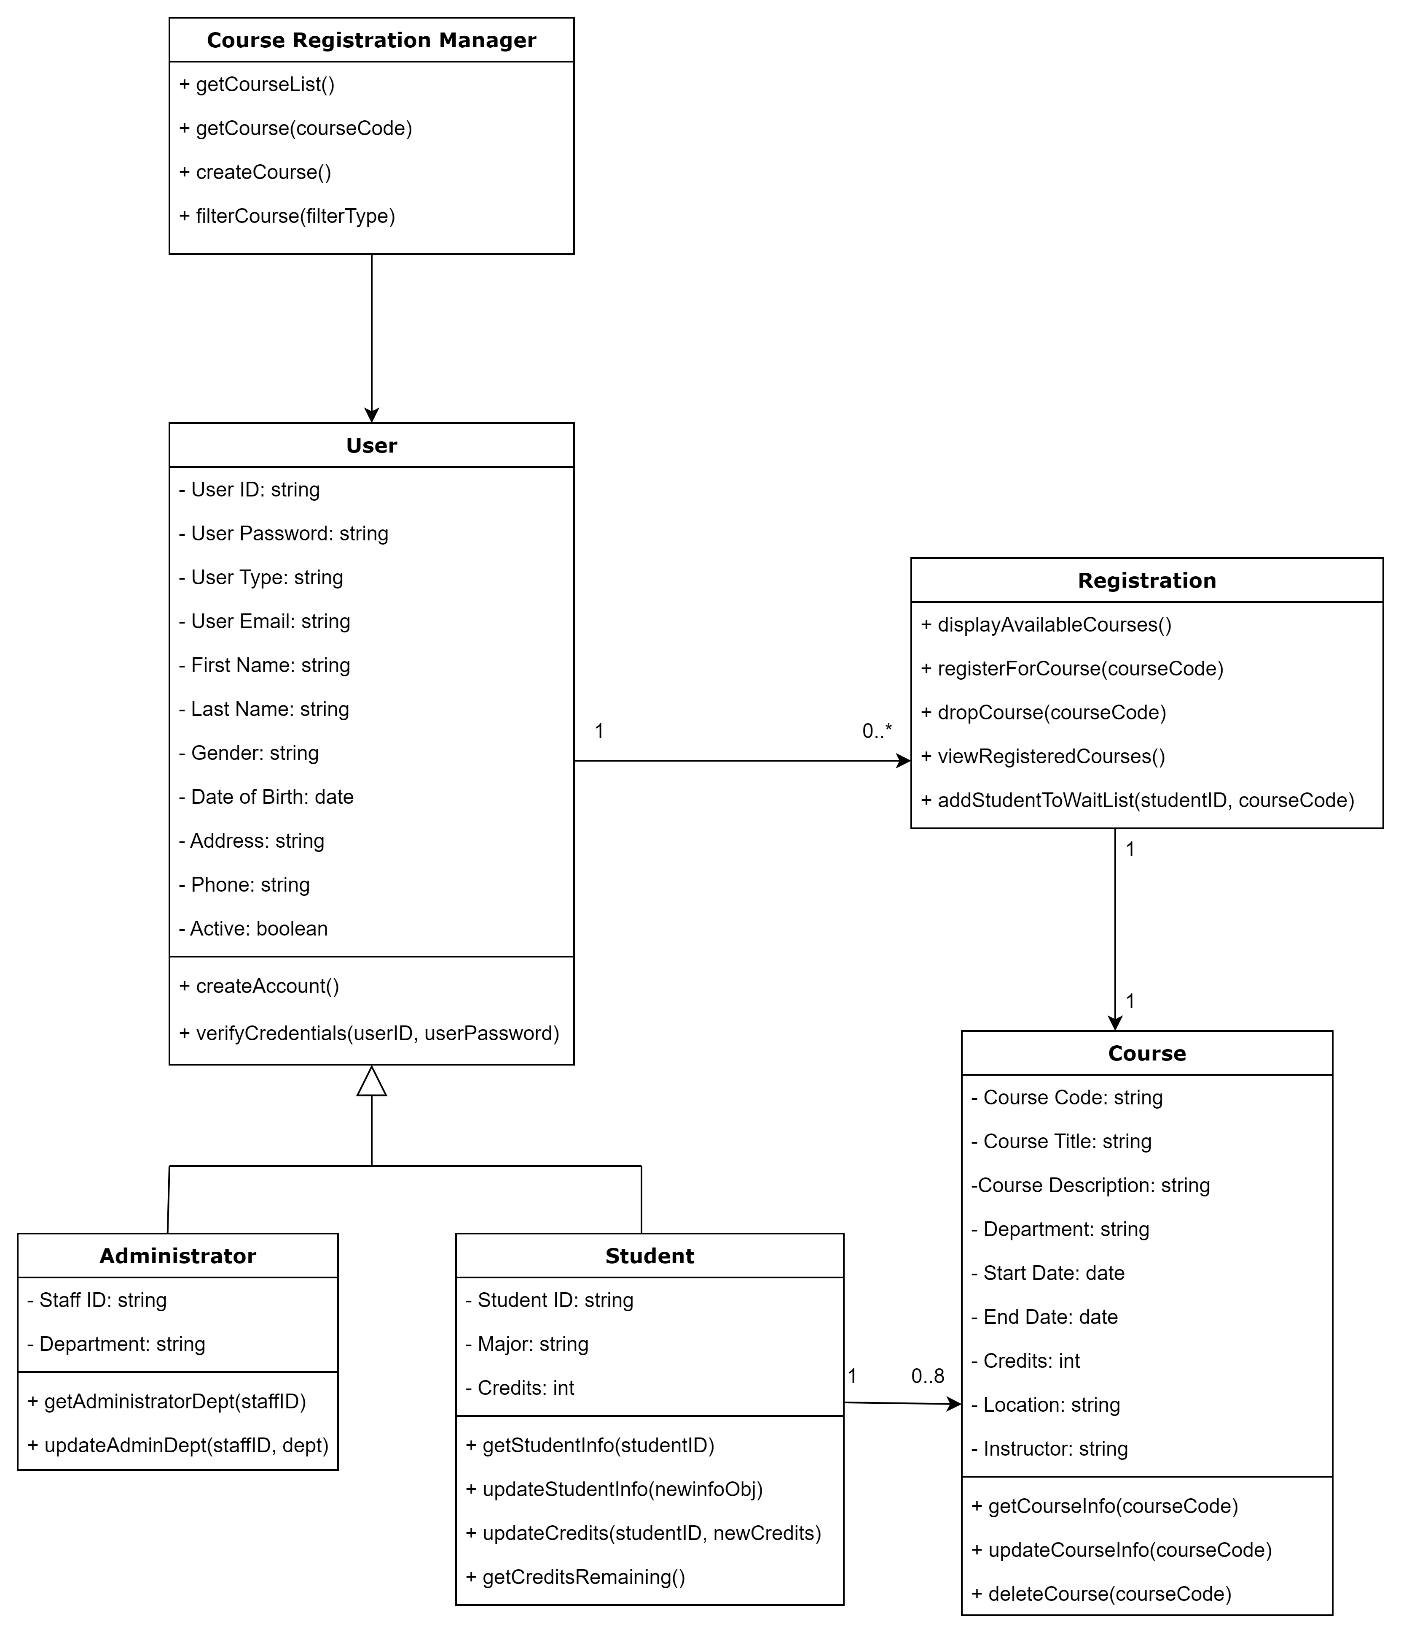 Course Registration Manager
+ getCourseList()
+ getCourse(courseCode)
+ createCourse()
+ filterCourse(filterType)
User
- User ID: string
- User Password: string
- User Type: string
- User Email: string
- First Name: string
- Last Name: string
- Gender: string
- Date of Birth: date
- Address: string
- Phone: string
- Active: boolean
+ createAccount()
+ verifyCredentials(userID, userPassword)
1
0..*
Registration
+ displayAvailableCourses()
+ registerForCourse(courseCode)
+ dropCourse(courseCode)
+ viewRegisteredCourses()
+ addStudentToWaitList(studentID, courseCode)
1
1
Administrator
- Staff ID: string
- Department: string
+ getAdministratorDept(staffID)
+ updateAdminDept(staffID, dept)
Student
- Student ID: string
- Major: string
- Credits: int
+ getStudentInfo(studentID)
+ updateStudentInfo(newinfoObj)
+ updateCredits(studentID, newCredits)
+ getCreditsRemaining()
1
0..8
Course
- Course Code: string
- Course Title: string
-Course Description: string
- Department: string
- Start Date: date
- End Date: date
- Credits: int
- Location: string
- Instructor: string
+ getCourseInfo(courseCode)
+ updateCourseInfo(courseCode)
+ deleteCourse(courseCode)